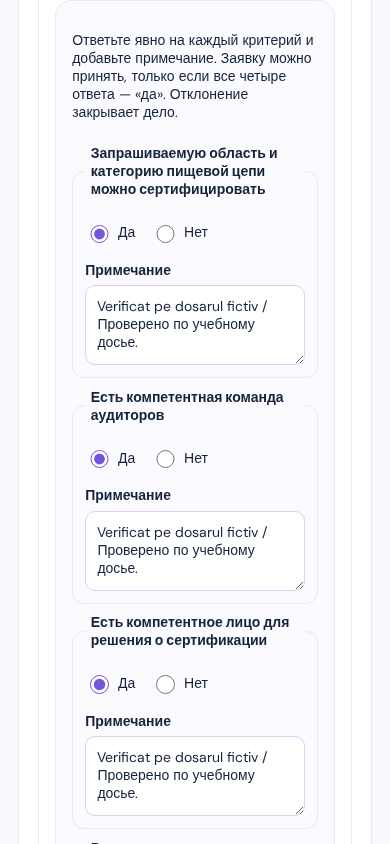 Ответьте явно на каждый критерий и
добавьте примечание. Заявку можно
принять, только если все четыре
ответа — «да». Отклонение
закрывает дело.
Запрашиваемую область и
категорию пищевой цепи
можно сертифицировать
Да Нет
Примечание
Verificat pe dosarul fictiv /
Проверено по учебному
досье.
Есть компетентная команда
аудиторов
Да Нет
Примечание
Verificat pe dosarul fictiv /
Проверено по учебному
досье.
Есть компетентное лицо для
решения о сертификации
Да Нет
Примечание
Verificat pe dosarul fictiv /
Проверено по учебному
досье.